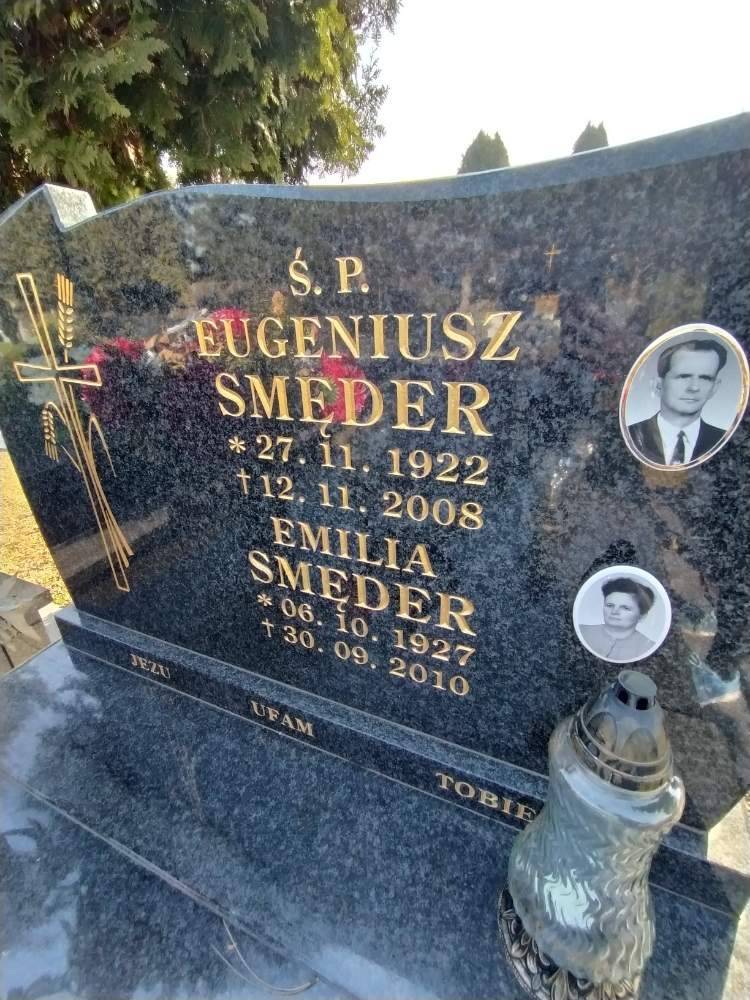 Ś. P.
EUGENIUSZ
SMĘDER
* 27. 11. 1922
† 12. 11. 2008
EMILIA
SMĘDER
* 06. 10. 1927
† 30. 09. 2010
JEZU UFAM TOBIE